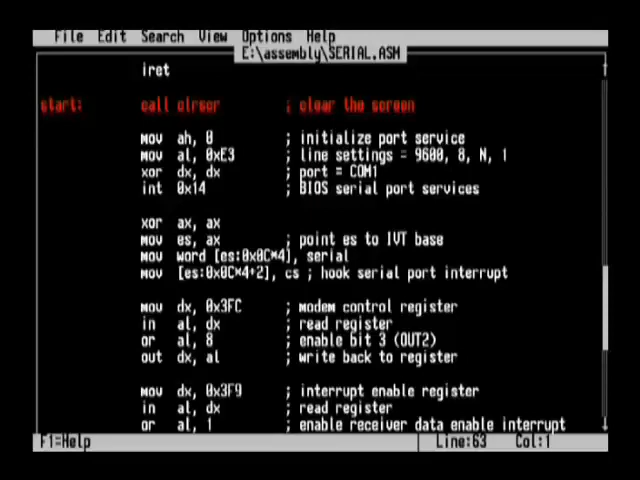 File Edit Search View Options Help
E:\assembly\SERIAL.ASM
iret
start: call clrscr ; clear the screen
mov ah, 0 ; initialize port service
mov al, 0xE3 ; line settings = 9600, 8, N, 1
xor dx, dx ; port = COM1
int 0x14 ; BIOS serial port services
xor ax, ax
mov es, ax ; point es to IVT base
mov word [es:0x0C*4], serial
mov [es:0x0C*4+2], cs ; hook serial port interrupt
mov dx, 0x3FC ; modem control register
in al, dx ; read register
or al, 8 ; enable bit 3 (OUT2)
out dx, al ; write back to register
mov dx, 0x3F9 ; interrupt enable register
in al, dx ; read register
or al, 1 ; enable receiver data enable interrupt
F1=Help Line:63 Col:1